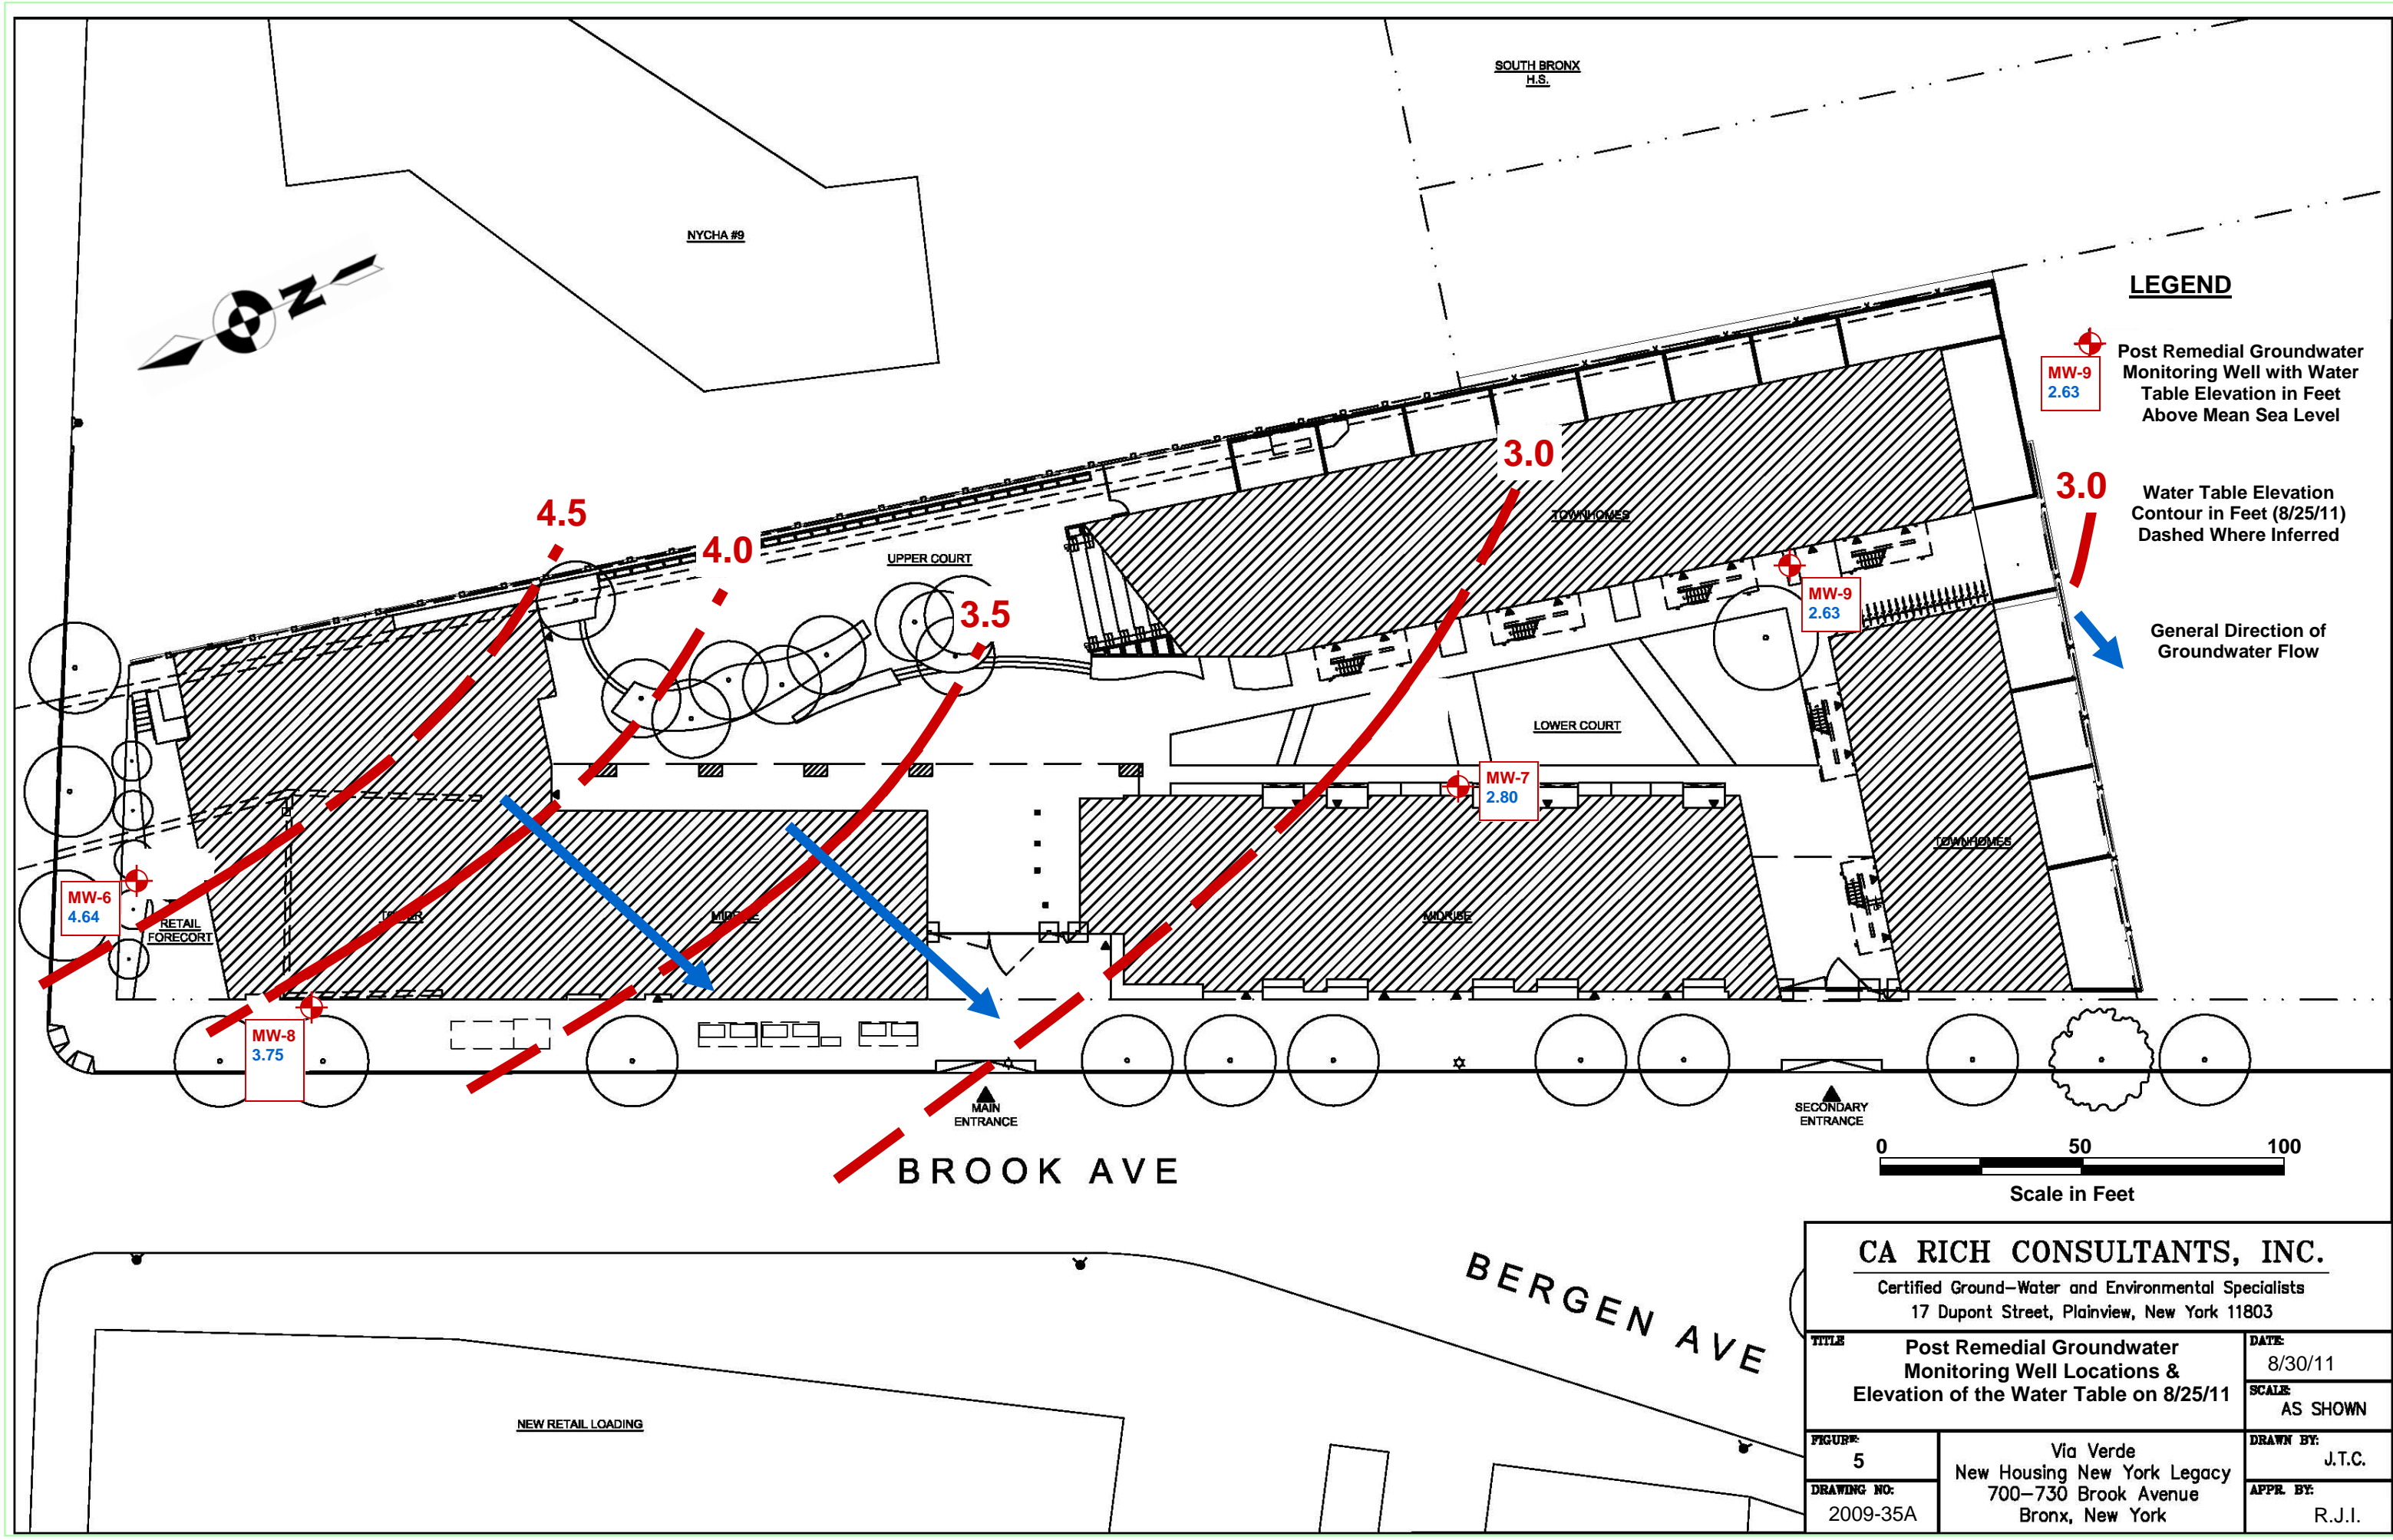 SOUTH BRONX
H.S.
NYCHA #9
N
LEGEND
MW-9
2.63
Post Remedial Groundwater
Monitoring Well with Water
Table Elevation in Feet
Above Mean Sea Level
3.0
Water Table Elevation
Contour in Feet (8/25/11)
Dashed Where Inferred
General Direction of
Groundwater Flow
4.5
4.0
3.5
3.0
UPPER COURT
TOWNHOMES
MW-9
2.63
LOWER COURT
MW-7
2.80
TOWNHOMES
MW-6
4.64
RETAIL
FORECORT
TOWER
MIDRISE
MIDRISE
MW-8
3.75
MAIN
ENTRANCE
SECONDARY
ENTRANCE
BROOK AVE
0 50 100
Scale in Feet
BERGEN AVE
NEW RETAIL LOADING
CA RICH CONSULTANTS, INC.
Certified Ground-Water and Environmental Specialists
17 Dupont Street, Plainview, New York 11803
TITLE
Post Remedial Groundwater
Monitoring Well Locations &
Elevation of the Water Table on 8/25/11
DATE:
8/30/11
SCALE:
AS SHOWN
FIGURE:
5
DRAWING NO:
2009-35A
Via Verde
New Housing New York Legacy
700-730 Brook Avenue
Bronx, New York
DRAWN BY:
J.T.C.
APPR. BY:
R.J.I.